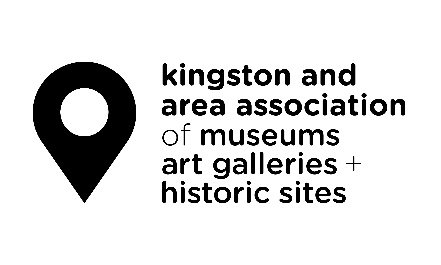 kingston and
area association
of museums
art galleries +
historic sites